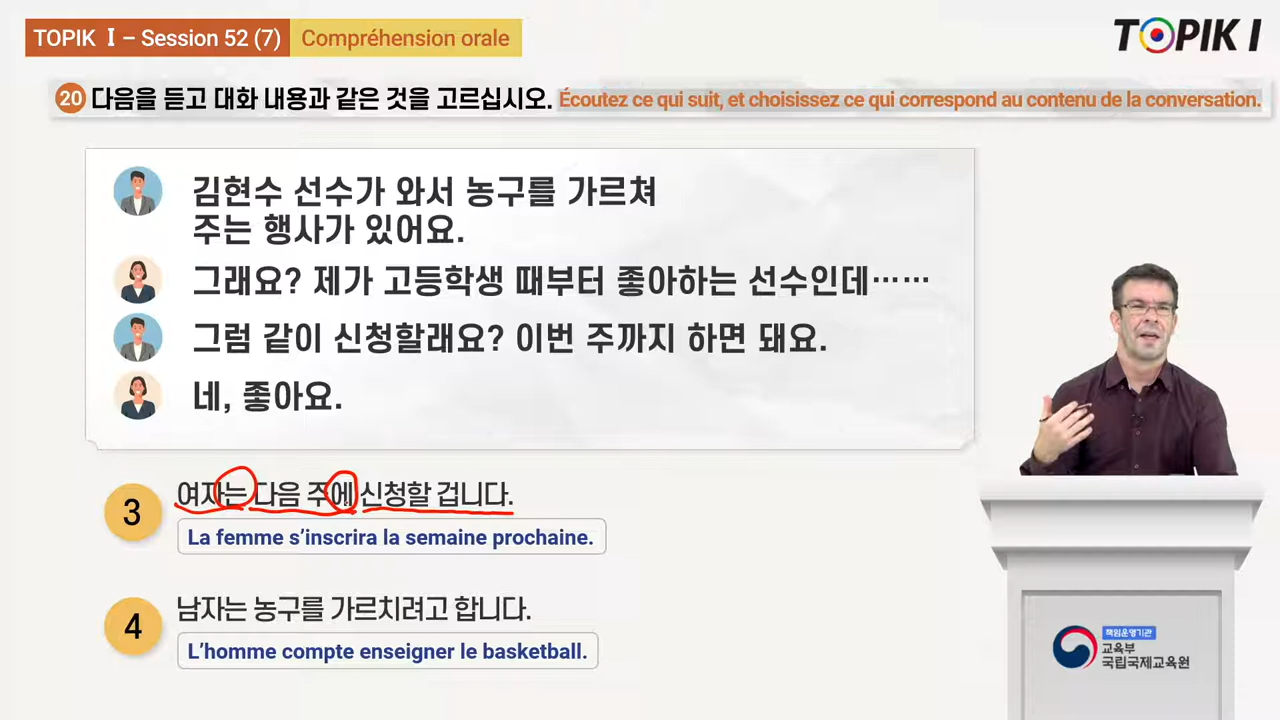 TOPIK I – Session 52 (7) Compréhension orale
TOPIK I
20 다음을 듣고 대화 내용과 같은 것을 고르십시오. Écoutez ce qui suit, et choisissez ce qui correspond au contenu de la conversation.
김현수 선수가 와서 농구를 가르쳐
주는 행사가 있어요.
그래요? 제가 고등학생 때부터 좋아하는 선수인데……
그럼 같이 신청할래요? 이번 주까지 하면 돼요.
네, 좋아요.
3 여자는 다음 주에 신청할 겁니다.
La femme s’inscrira la semaine prochaine.
4 남자는 농구를 가르치려고 합니다.
L’homme compte enseigner le basketball.
책임운영기관
교육부
국립국제교육원